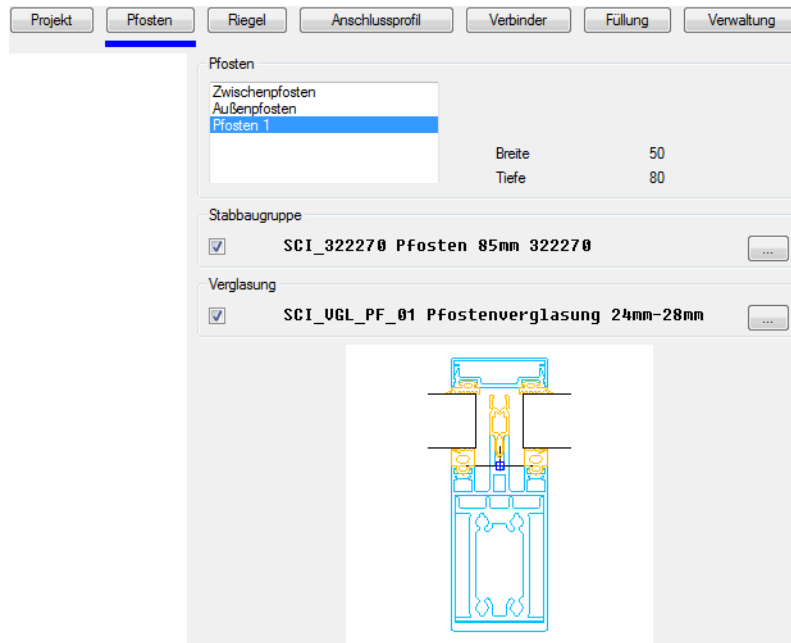 Projekt Pfosten Riegel Anschlussprofil Verbinder Füllung Verwaltung
Pfosten
Zwischenpfosten
Außenpfosten
Pfosten 1
Breite 50
Tiefe 80
Stabbaugruppe
SCI_322270 Pfosten 85mm 322270 ...
Verglasung
SCI_VGL_PF_01 Pfostenverglasung 24mm-28mm ...